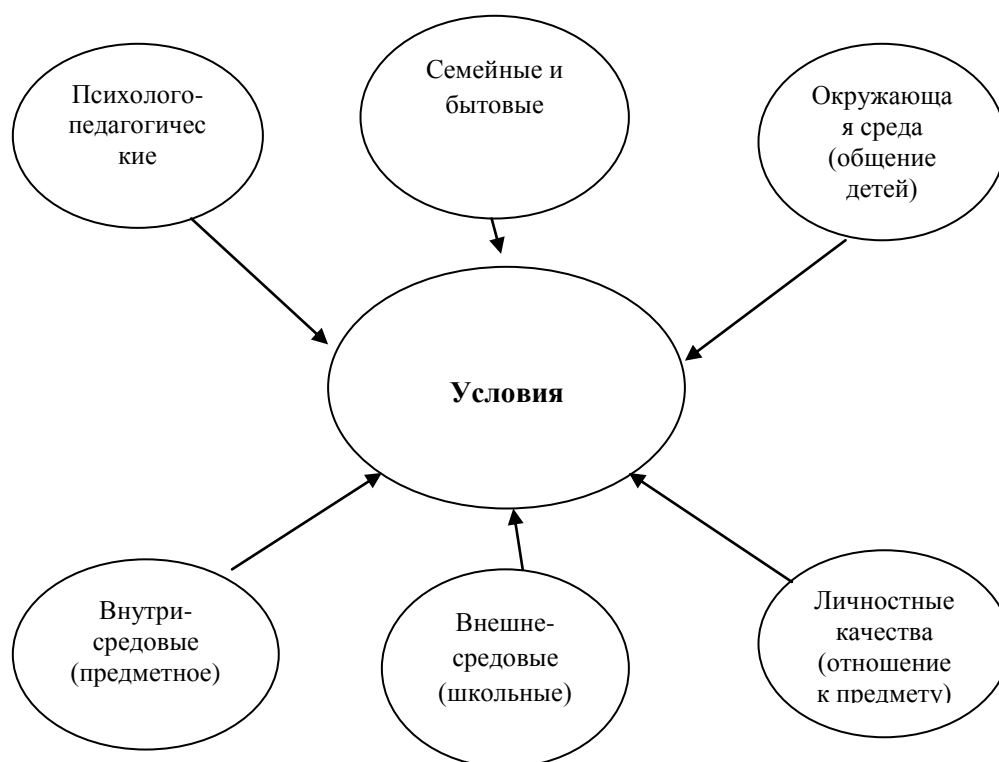 Психолого-
педагогичес
кие
Семейные и
бытовые
Окружающа
я среда
(общение
детей)
Условия
Внутри-
средовые
(предметное)
Внешне-
средовые
(школьные)
Личностные
качества
(отношение
к предмету)